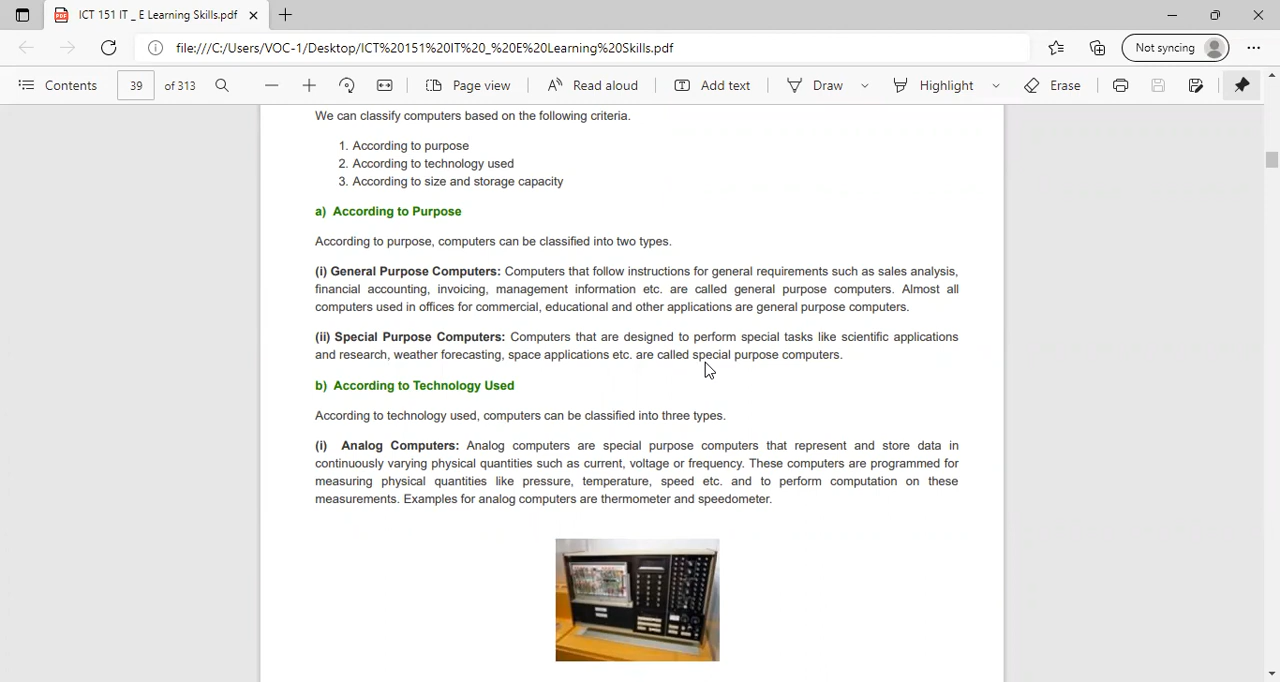 ICT 151 IT _ E Learning Skills.pdf
file:///C:/Users/VOC-1/Desktop/ICT%20151%20IT%20_%20E%20Learning%20Skills.pdf
Not syncing
Contents
39 of 313
Page view
Read aloud
Add text
Draw
Highlight
Erase
We can classify computers based on the following criteria.
1. According to purpose
2. According to technology used
3. According to size and storage capacity
a) According to Purpose
According to purpose, computers can be classified into two types.
(i) General Purpose Computers: Computers that follow instructions for general requirements such as sales analysis,
financial accounting, invoicing, management information etc. are called general purpose computers. Almost all
computers used in offices for commercial, educational and other applications are general purpose computers.
(ii) Special Purpose Computers: Computers that are designed to perform special tasks like scientific applications
and research, weather forecasting, space applications etc. are called special purpose computers.
b) According to Technology Used
According to technology used, computers can be classified into three types.
(i) Analog Computers: Analog computers are special purpose computers that represent and store data in
continuously varying physical quantities such as current, voltage or frequency. These computers are programmed for
measuring physical quantities like pressure, temperature, speed etc. and to perform computation on these
measurements. Examples for analog computers are thermometer and speedometer.